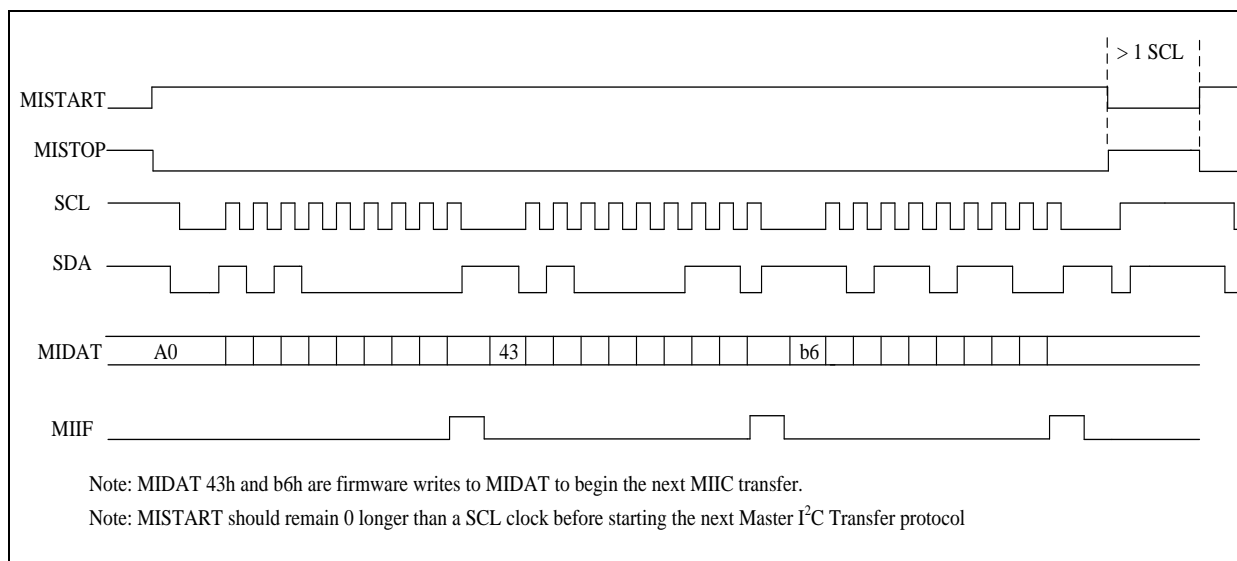 > 1 SCL
MISTART
MISTOP
SCL
SDA
MIDAT A0 43 b6
MIIF
Note: MIDAT 43h and b6h are firmware writes to MIDAT to begin the next MIIC transfer.
Note: MISTART should remain 0 longer than a SCL clock before starting the next Master I²C Transfer protocol